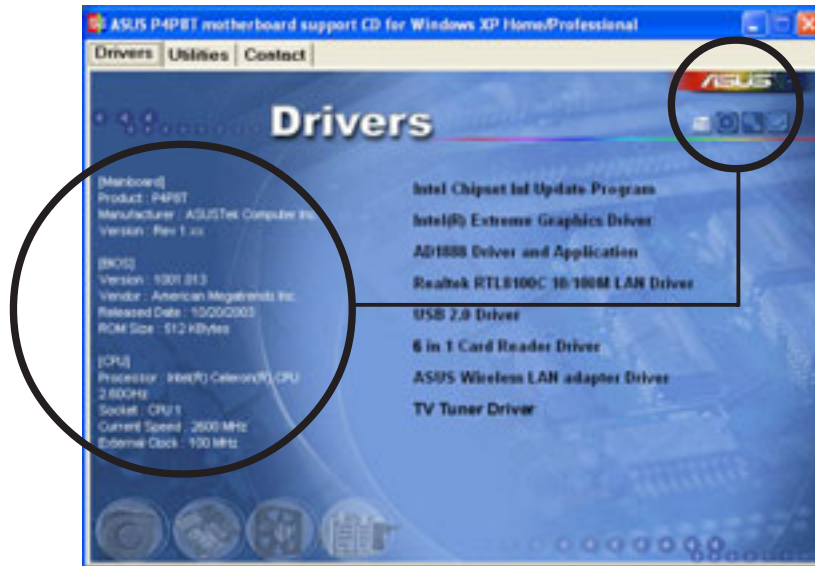 ASUS P4P8T motherboard support CD for Windows XP Home/Professional
Drivers Utilities Contact
ASUS
Drivers
[Mainboard]
Product : P4P8T
Manufacturer : ASUSTek Computer Inc.
Version : Rev 1.xx
[BIOS]
Version : 1001.013
Vendor : American Megatrends Inc.
Released Date : 10/20/2003
ROM Size : 512 KBytes
[CPU]
Processor : Intel(R) Celeron(R) CPU
2.60GHz
Socket : CPU 1
Current Speed : 2600 MHz
External Clock : 100 MHz
Intel Chipset Inf Update Program
Intel(R) Extreme Graphics Driver
AD1888 Driver and Application
Realtek RTL8100C 10/100M LAN Driver
USB 2.0 Driver
6 in 1 Card Reader Driver
ASUS Wireless LAN adapter Driver
TV Tuner Driver